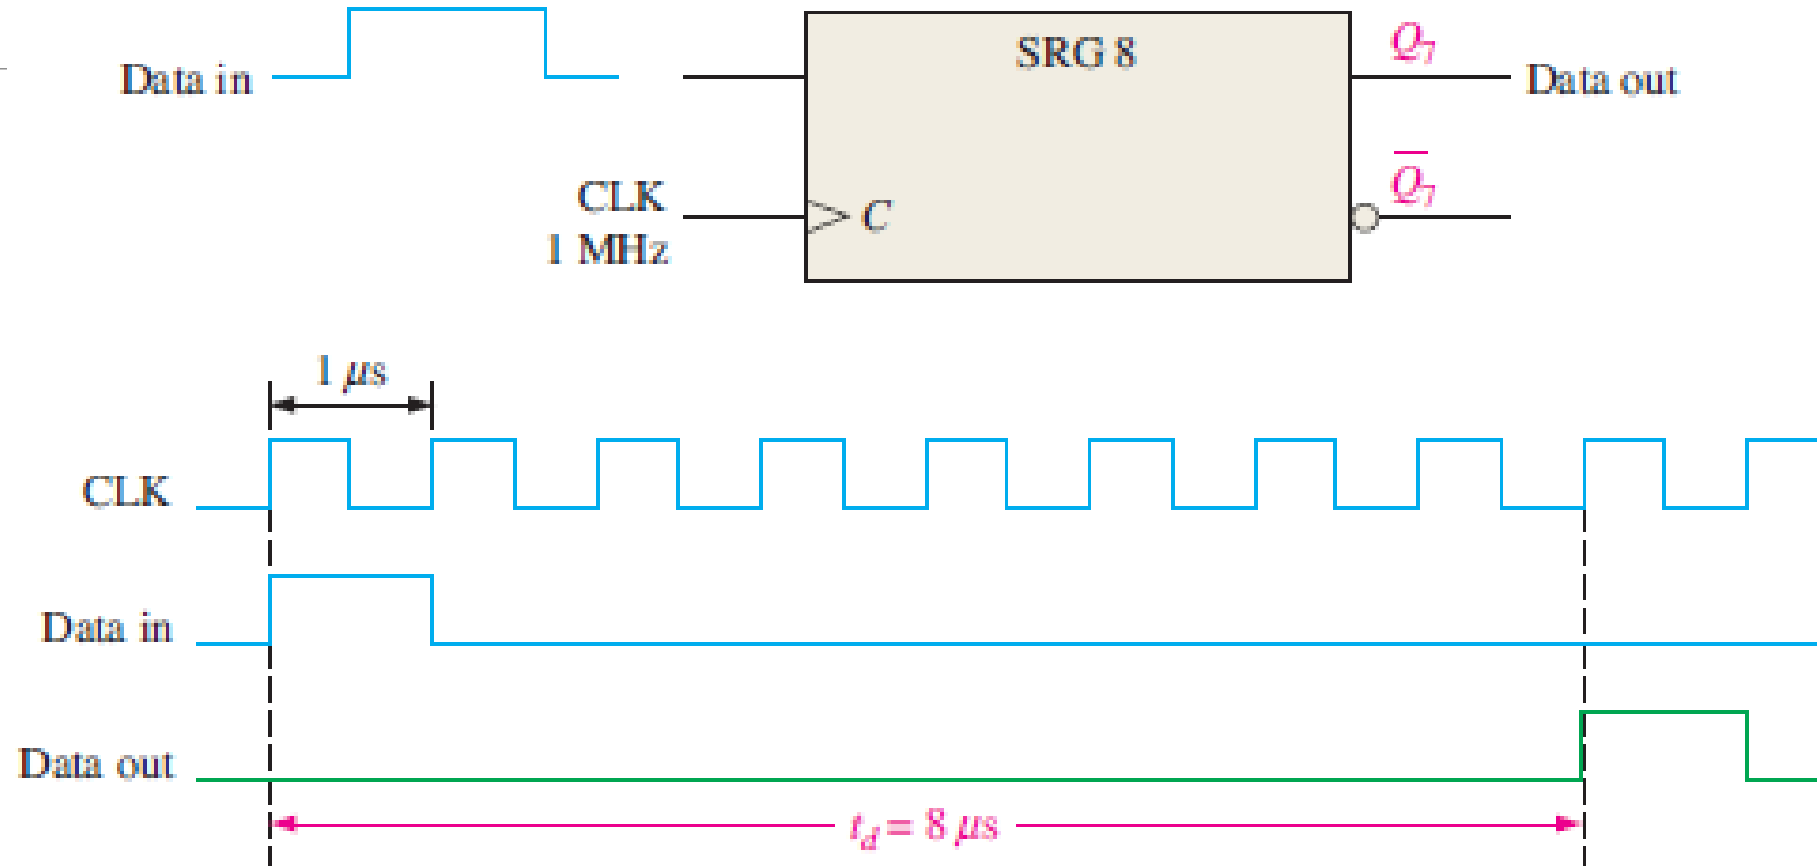 SRG 8
Q₇
Data in
Data out
CLK
1 MHz
C
Q̅₇
1 μs
CLK
Data in
Data out
t_d = 8 μs